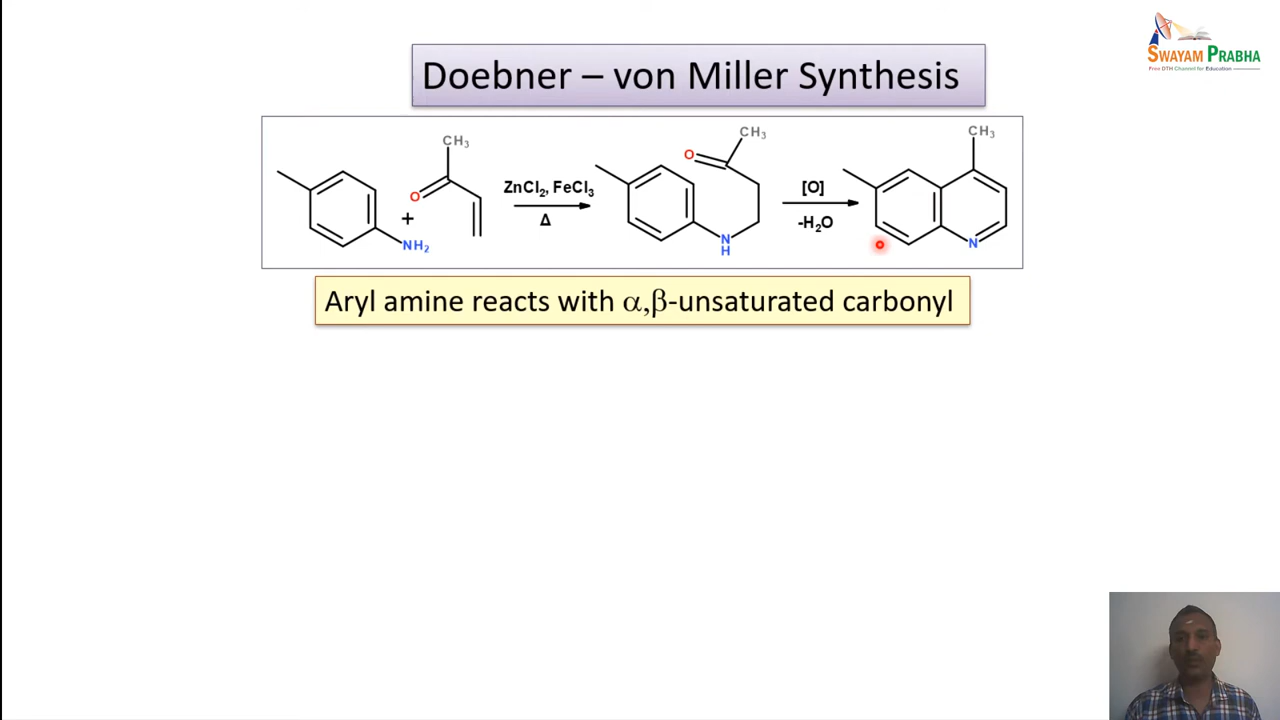 SWAYAM PRABHA
Free DTH Channel for Education
Doebner – von Miller Synthesis
CH₃
O
+
NH₂
ZnCl₂, FeCl₃
Δ
CH₃
O
N
H
[O]
-H₂O
CH₃
N
Aryl amine reacts with α,β-unsaturated carbonyl